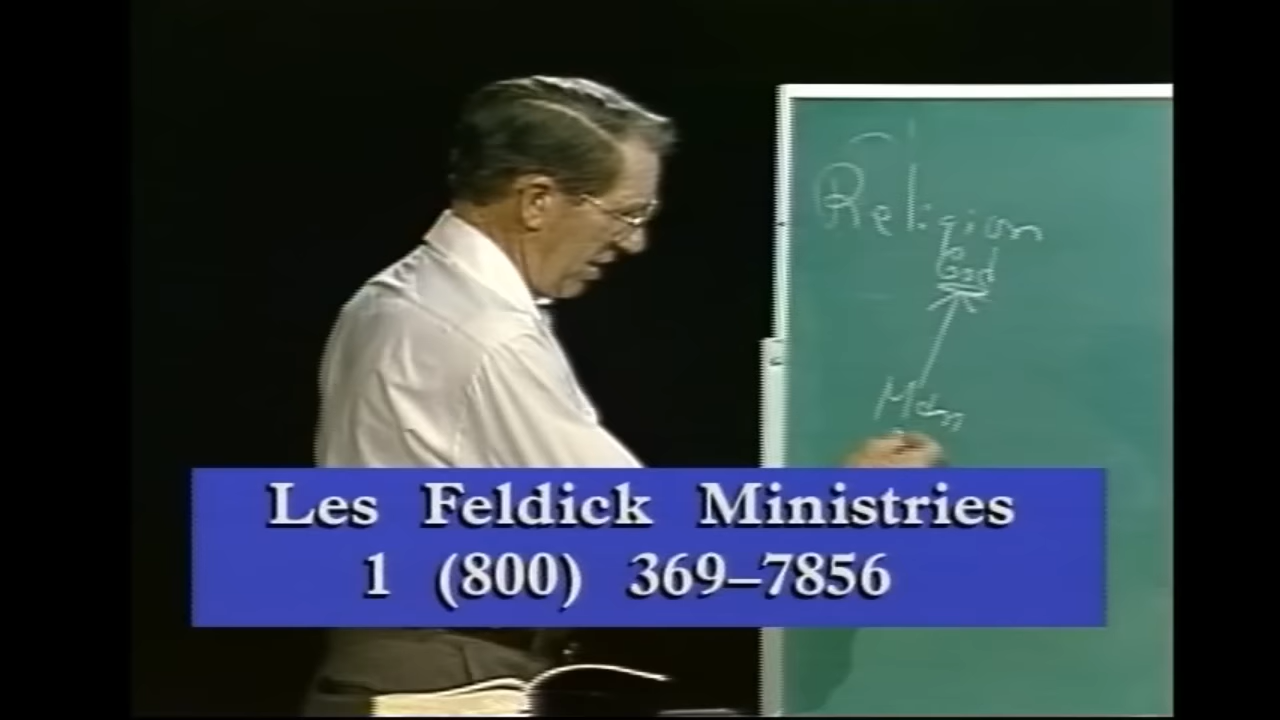 Religion
God
Man
Les Feldick Ministries
1 (800) 369–7856